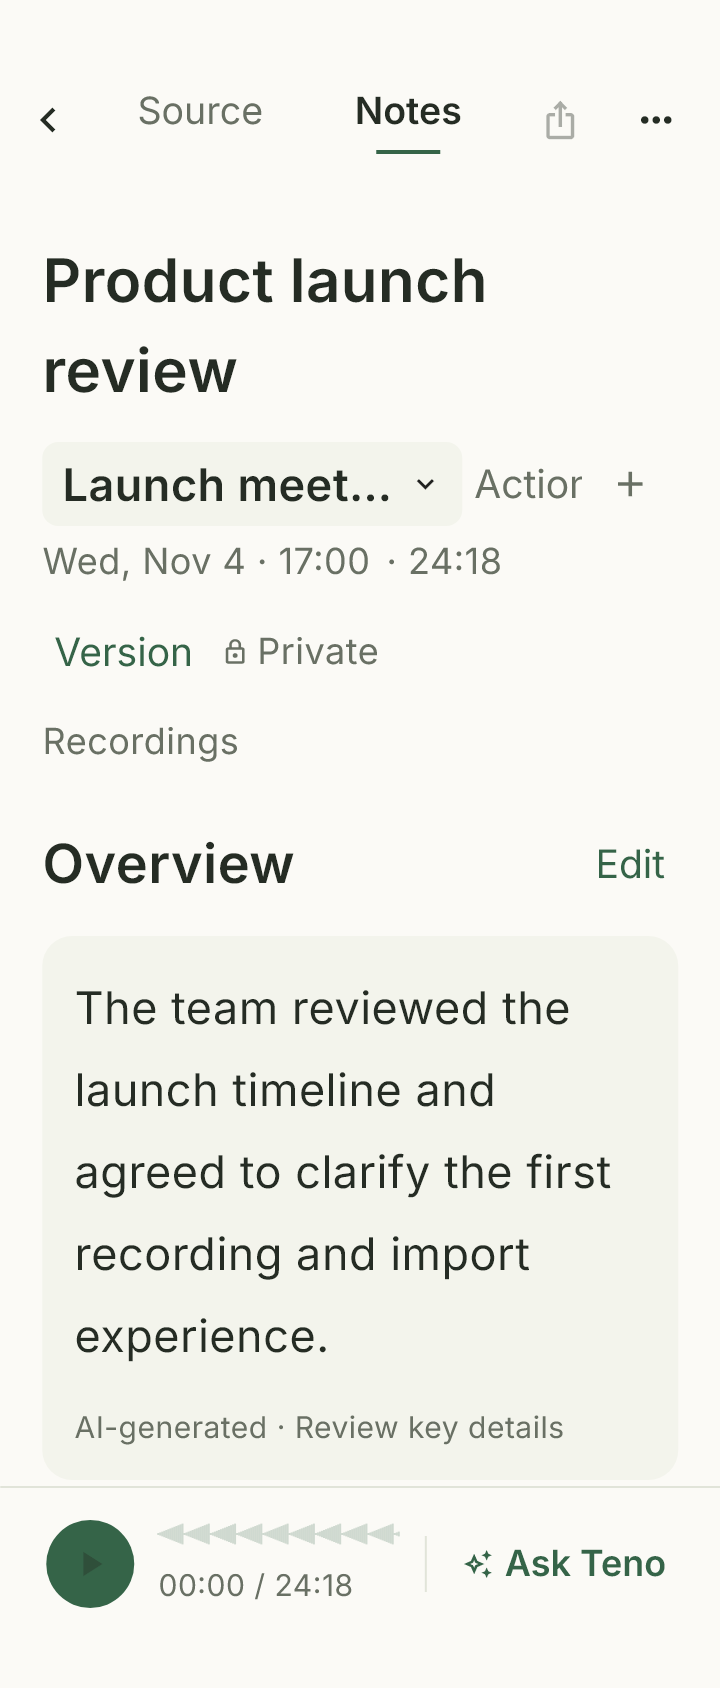 Source Notes
Product launch
review
Launch meet... Actior +
Wed, Nov 4 · 17:00 · 24:18
Version Private
Recordings
Overview Edit
The team reviewed the
launch timeline and
agreed to clarify the first
recording and import
experience.
AI-generated · Review key details
00:00 / 24:18 Ask Teno